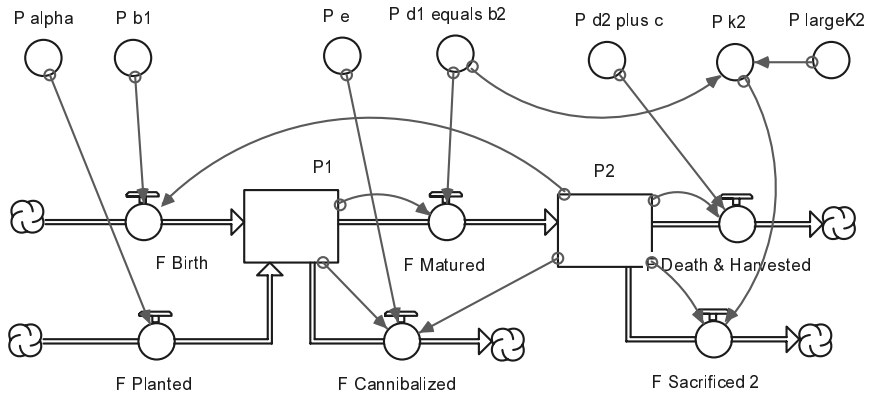 P alpha
P b1
P e
P d1 equals b2
P d2 plus c
P k2
P largeK2
P1
P2
F Birth
F Matured
F Death & Harvested
F Planted
F Cannibalized
F Sacrificed 2